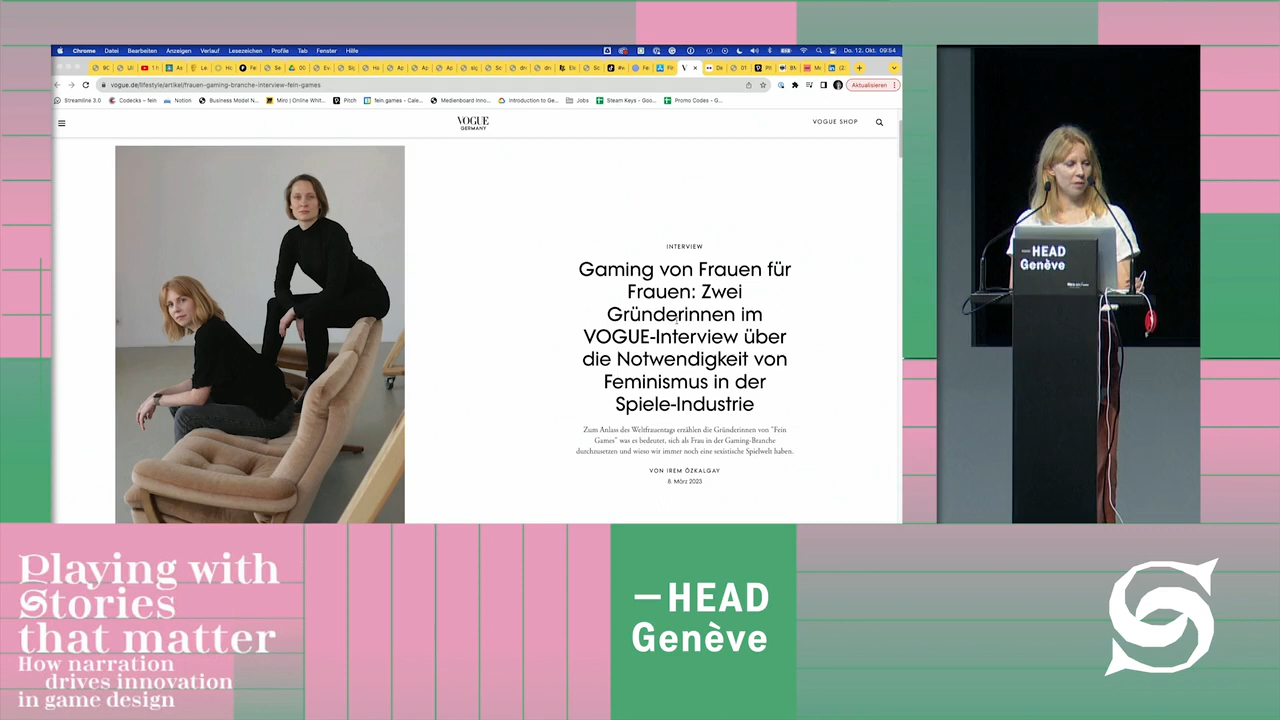 Chrome Datei Bearbeiten Anzeigen Verlauf Lesezeichen Profile Tab Fenster Hilfe
Do. 12. Okt. 09:54
vogue.de/lifestyle/artikel/frauen-gaming-branche-interview-fein-games
Aktualisieren
Streamline 3.0 Codecks – fein Notion Business Model N... Miro | Online Whit... Pitch fein.games - Cale... Medienboard Inno... Introduction to Ge... Jobs Steam Keys - Goo... Promo Codes - G...
VOGUE
GERMANY
VOGUE SHOP
INTERVIEW
Gaming von Frauen für
Frauen: Zwei
Gründerinnen im
VOGUE-Interview über
die Notwendigkeit von
Feminismus in der
Spiele-Industrie
Zum Anlass des Weltfrauentags erzählen die Gründerinnen von "Fein
Games" was es bedeutet, sich als Frau in der Gaming-Branche
durchzusetzen und wieso wir immer noch eine sexistische Spielwelt haben.
VON IREM ÖZKALGAY
8. März 2023
—HEAD
Genève
Playing with
Stories
that matter
How narration
drives innovation
in game design
—HEAD
Genève